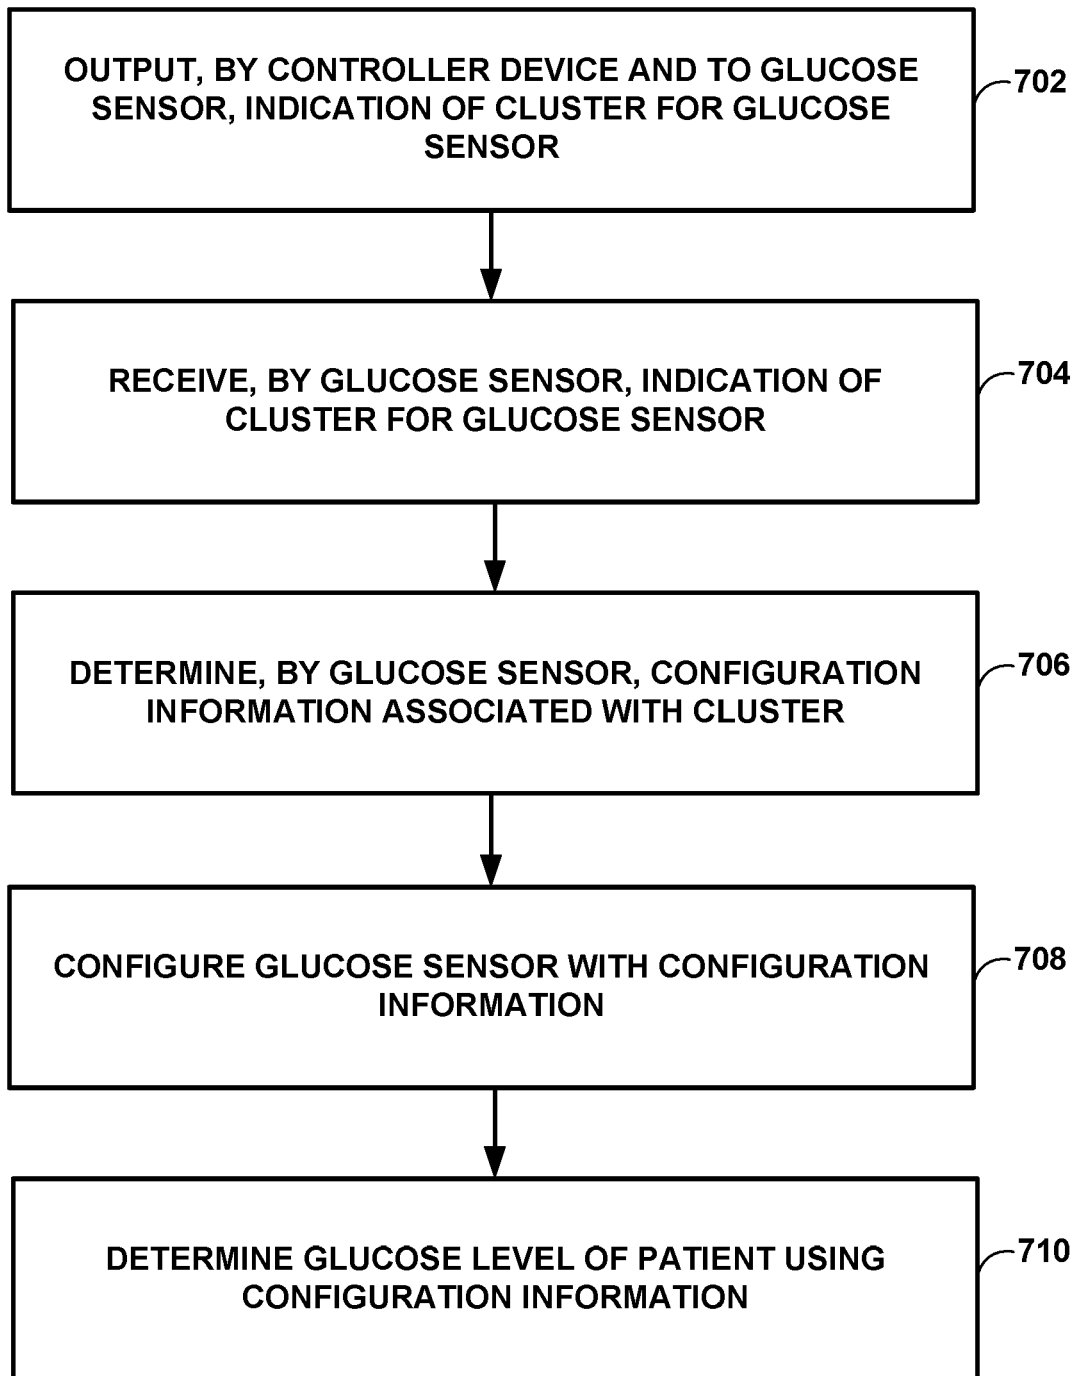 OUTPUT, BY CONTROLLER DEVICE AND TO GLUCOSE
SENSOR, INDICATION OF CLUSTER FOR GLUCOSE
SENSOR
702
RECEIVE, BY GLUCOSE SENSOR, INDICATION OF
CLUSTER FOR GLUCOSE SENSOR
704
DETERMINE, BY GLUCOSE SENSOR, CONFIGURATION
INFORMATION ASSOCIATED WITH CLUSTER
706
CONFIGURE GLUCOSE SENSOR WITH CONFIGURATION
INFORMATION
708
DETERMINE GLUCOSE LEVEL OF PATIENT USING
CONFIGURATION INFORMATION
710